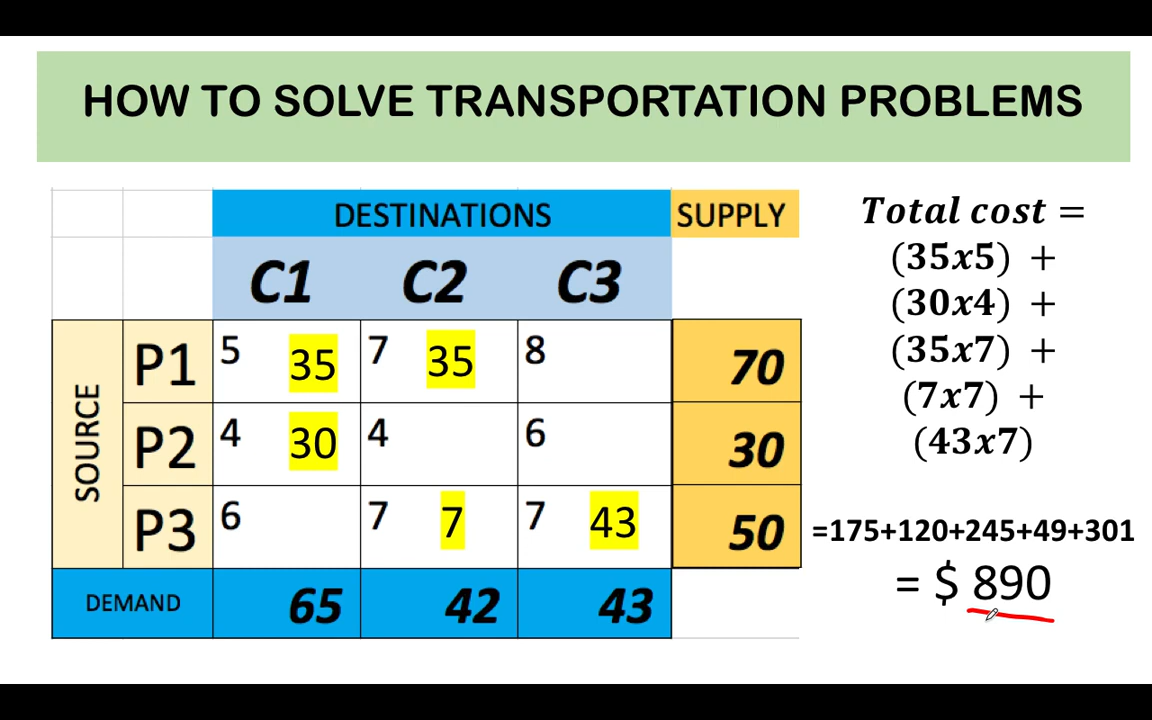 HOW TO SOLVE TRANSPORTATION PROBLEMS
DESTINATIONS SUPPLY
C1 C2 C3
SOURCE
P1 5 35 7 35 8 70
P2 4 30 4 6 30
P3 6 7 7 7 43 50
DEMAND 65 42 43
Total cost =
(35x5) +
(30x4) +
(35x7) +
(7x7) +
(43x7)
=175+120+245+49+301
= $ 890